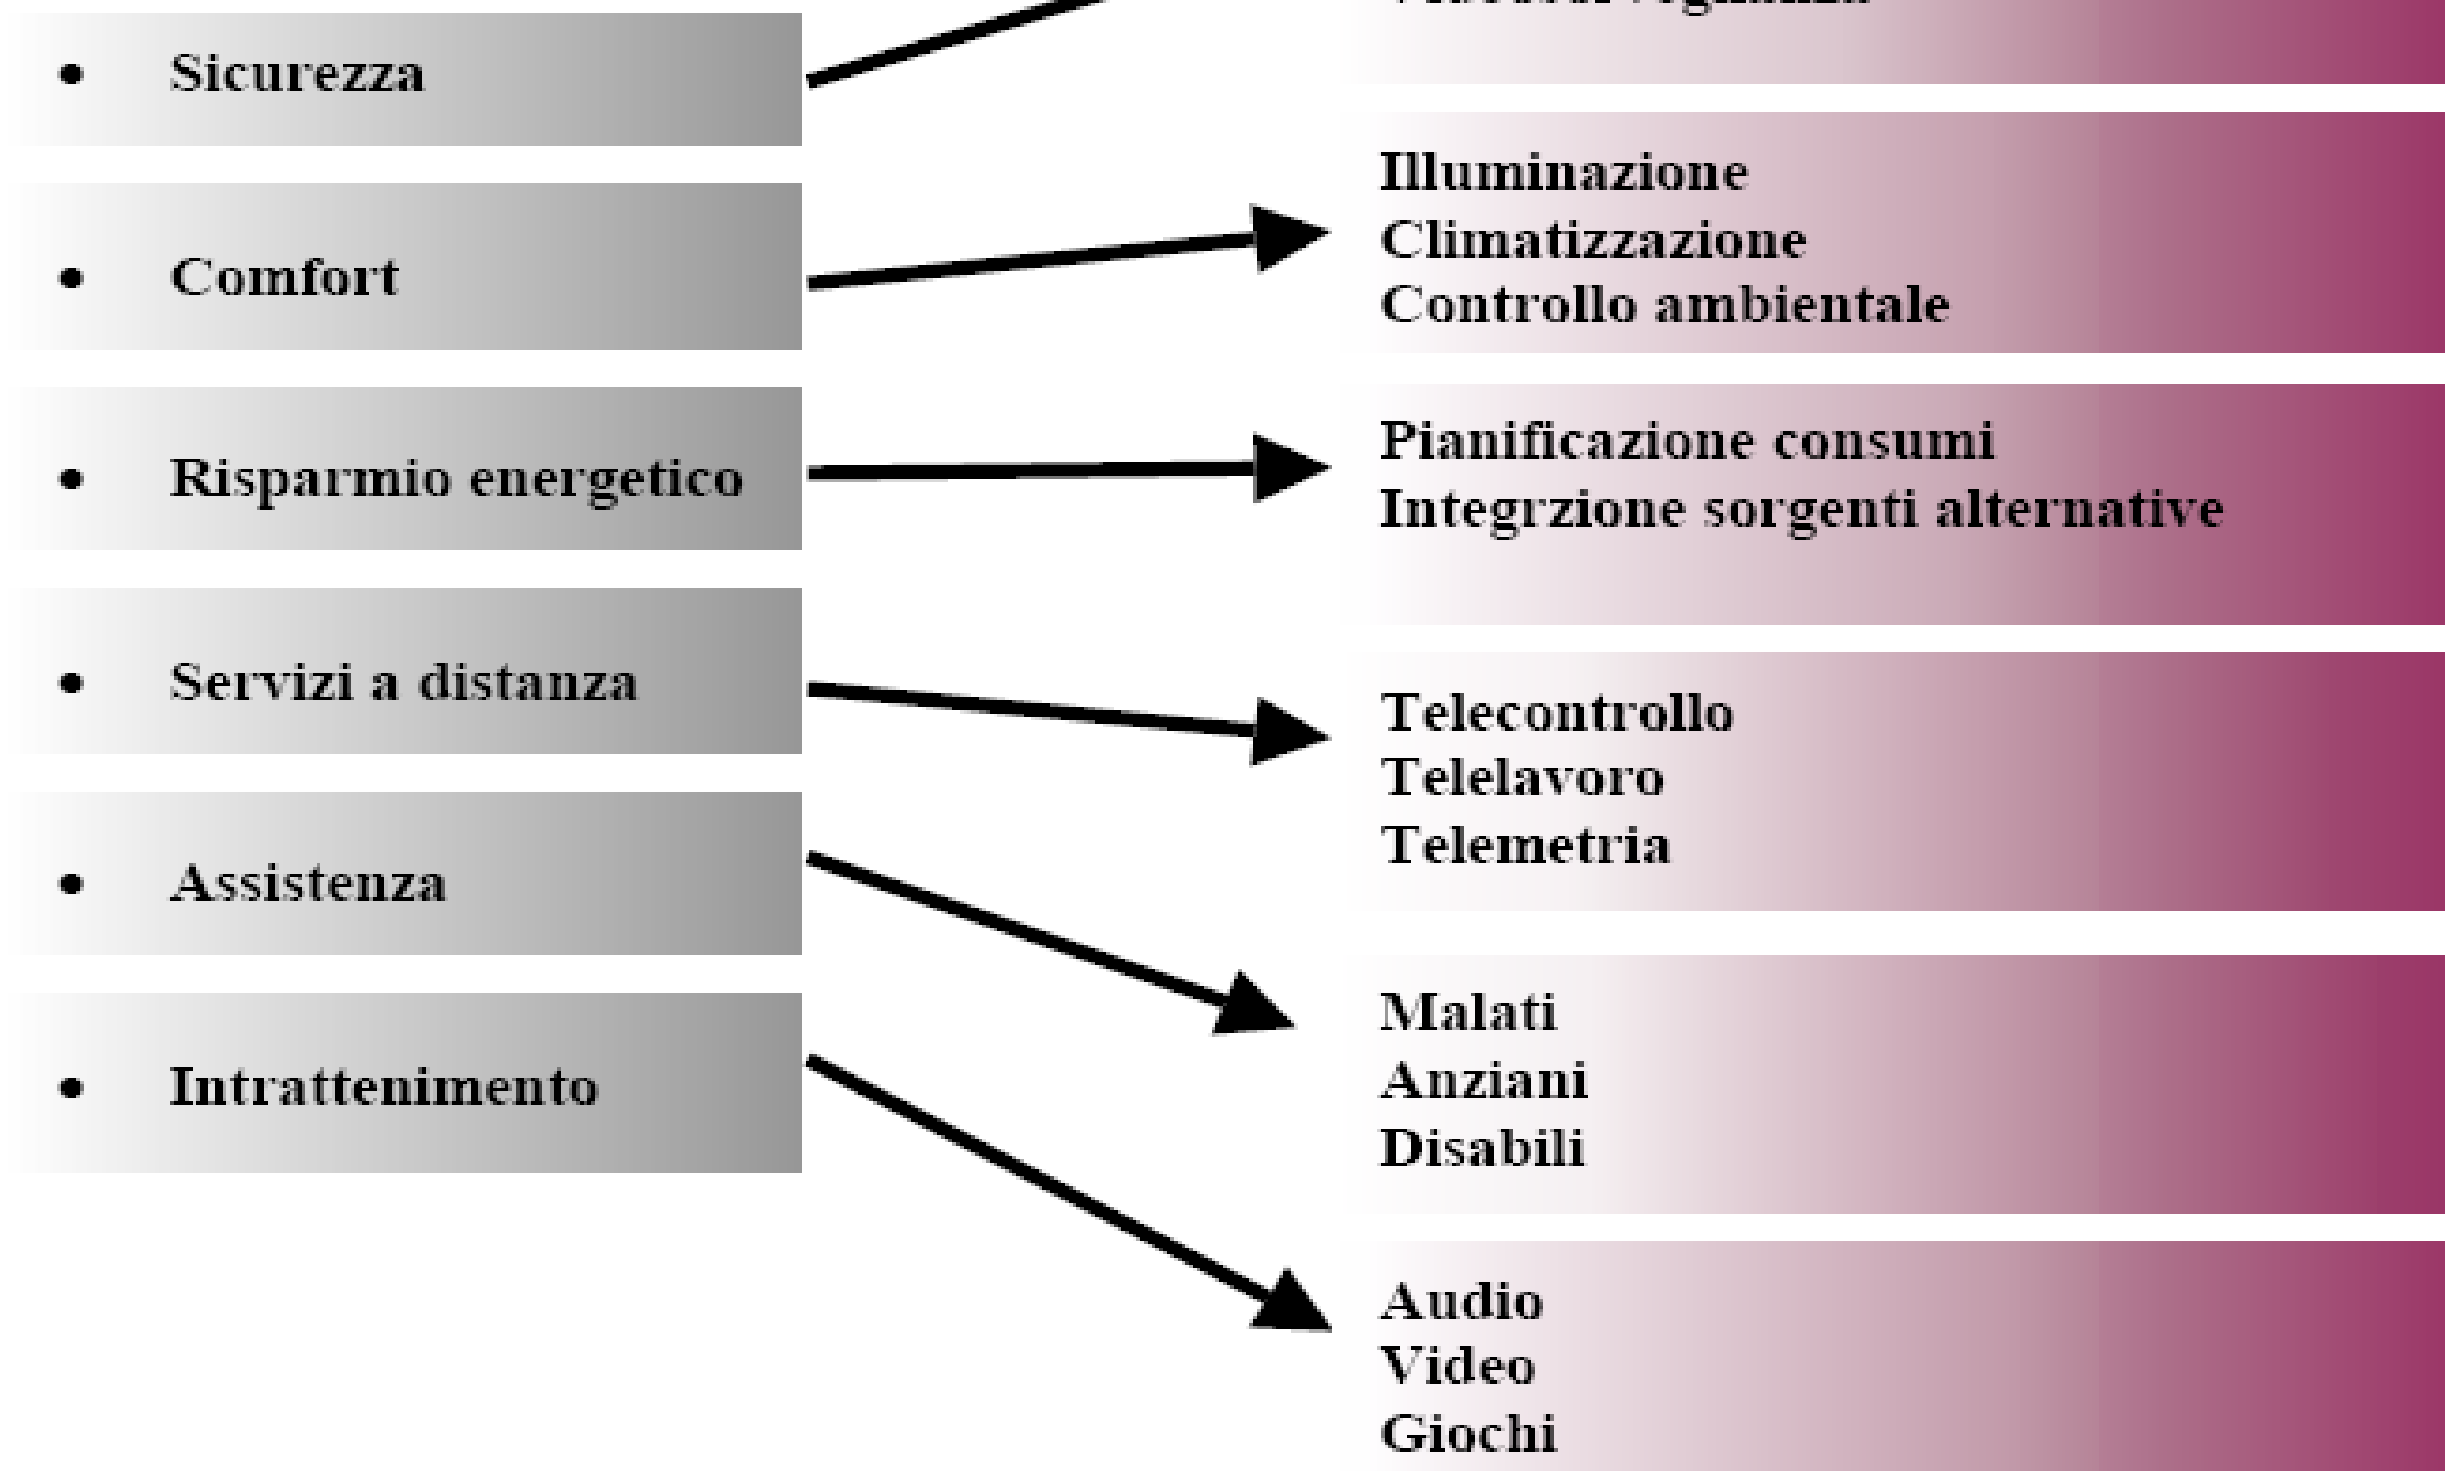 • Sicurezza
• Comfort
• Risparmio energetico
• Servizi a distanza
• Assistenza
• Intrattenimento
Illuminazione
Climatizzazione
Controllo ambientale
Pianificazione consumi
Integrzione sorgenti alternative
Telecontrollo
Telelavoro
Telemetria
Malati
Anziani
Disabili
Audio
Video
Giochi